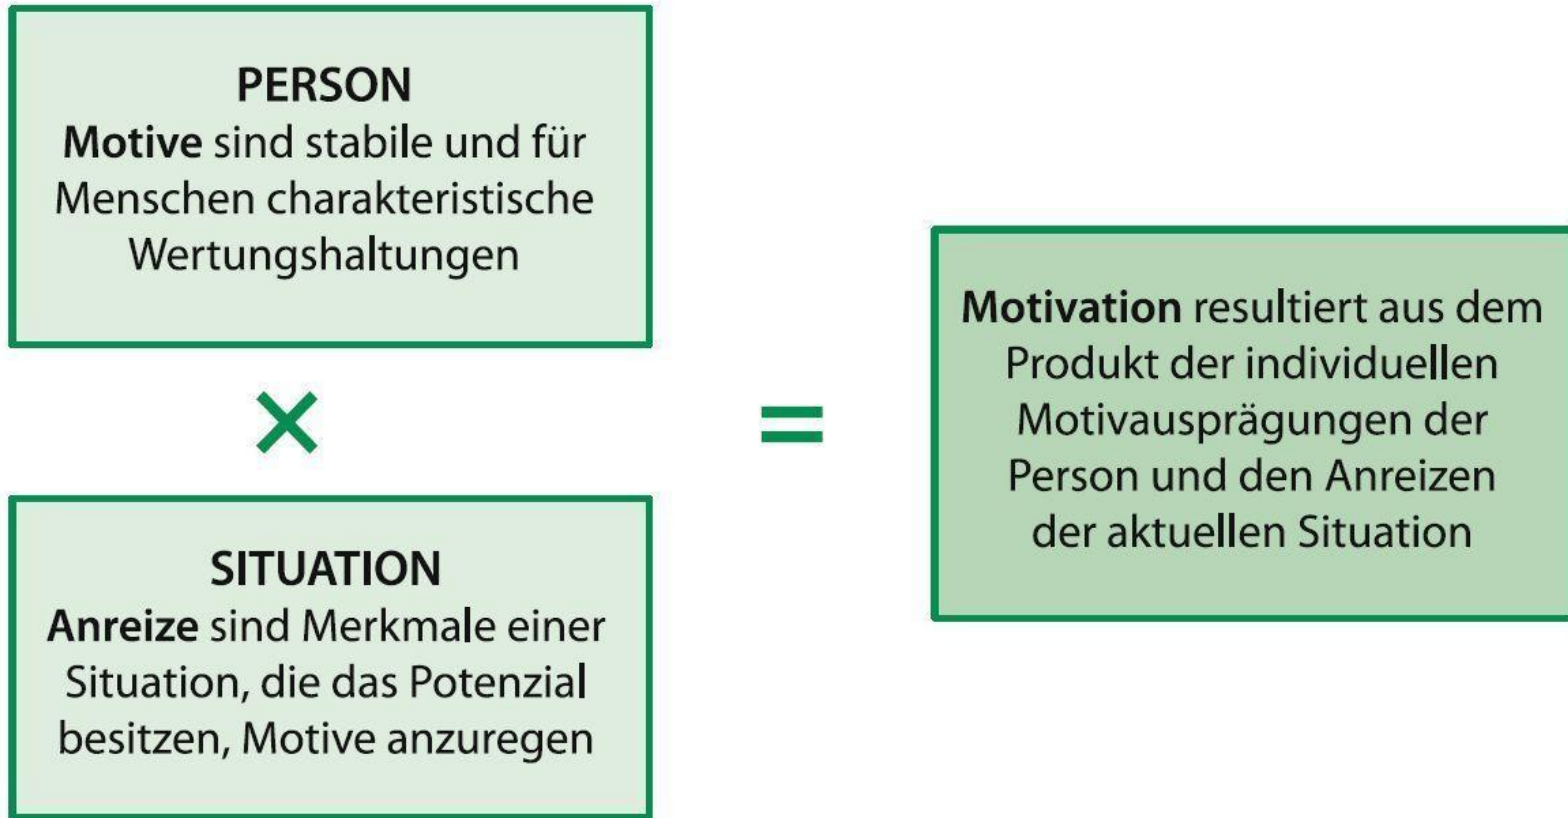 PERSON
Motive sind stabile und für
Menschen charakteristische
Wertungshaltungen
×
SITUATION
Anreize sind Merkmale einer
Situation, die das Potenzial
besitzen, Motive anzuregen
=
Motivation resultiert aus dem
Produkt der individuellen
Motivausprägungen der
Person und den Anreizen
der aktuellen Situation